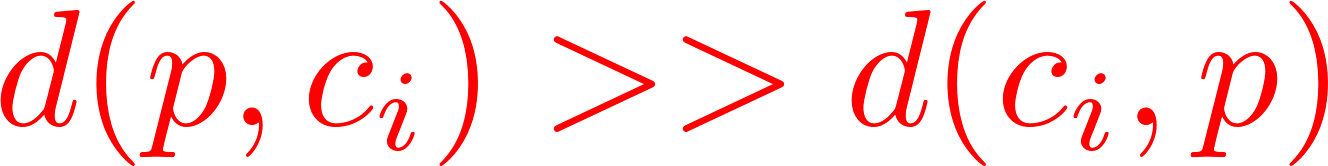 d(p, c_i) >> d(c_i, p)